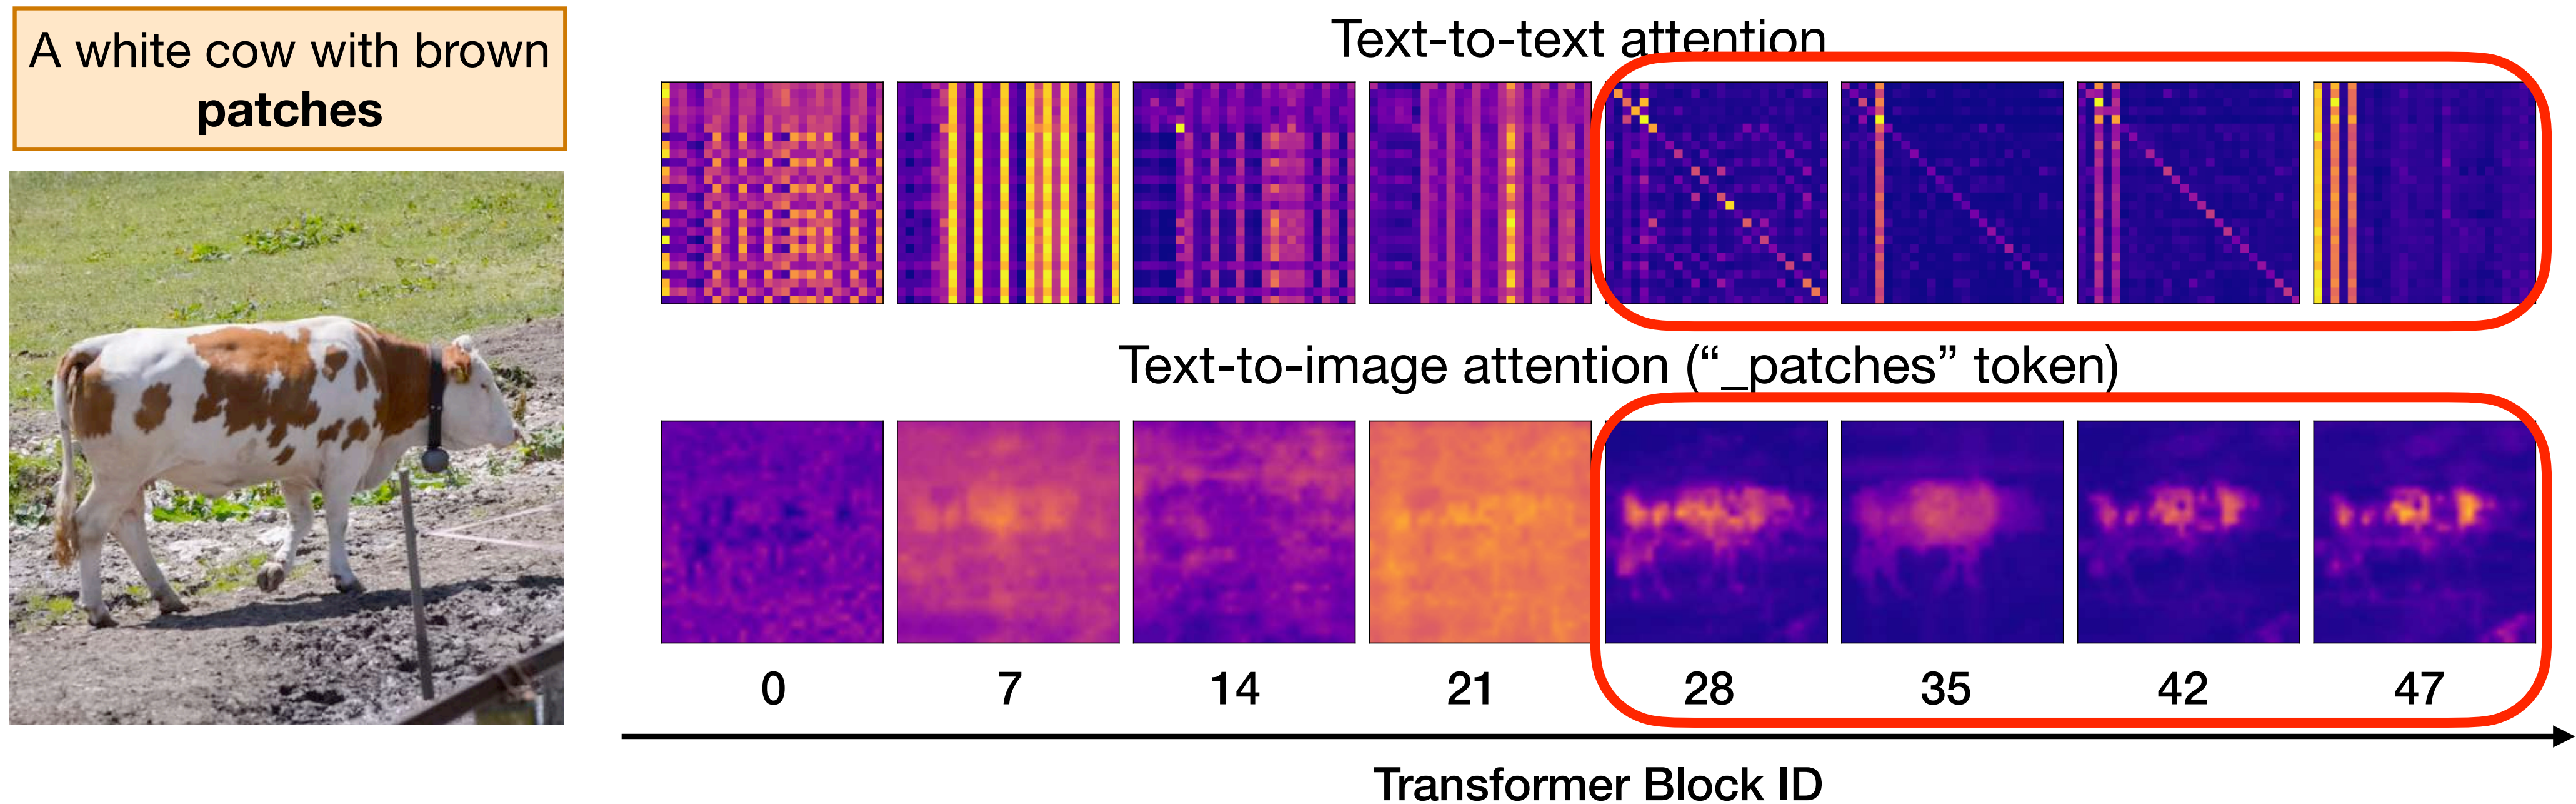 A white cow with brown
patches
Text-to-text attention
Text-to-image attention (“_patches” token)
0 7 14 21 28 35 42 47
Transformer Block ID